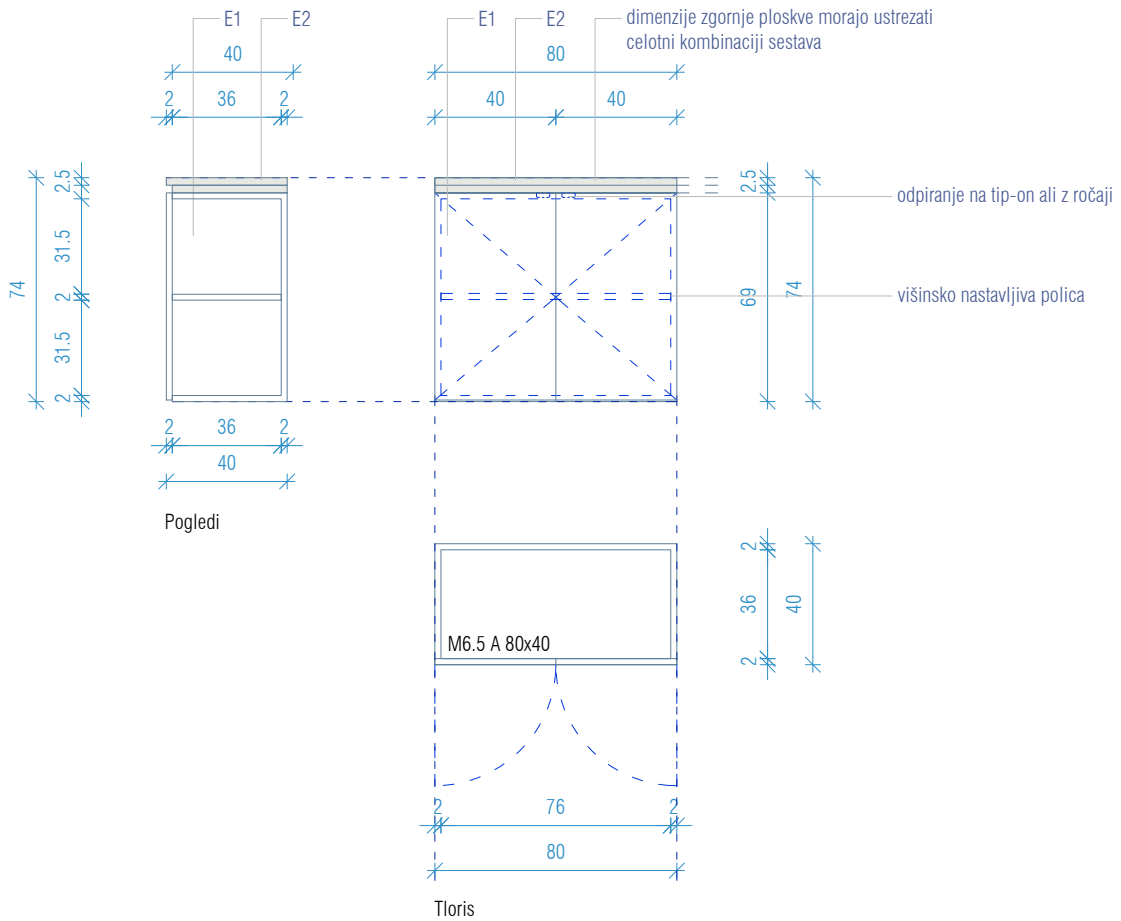 E1
E2
E1
E2
dimenzije zgornje ploskve morajo ustrezati
celotni kombinaciji sestava
40
80
2
36
2
40
40
2.5
31.5
2
31.5
2
74
2.5
69
74
odpiranje na tip-on ali z ročaji
višinsko nastavljiva polica
2
36
2
40
Pogledi
2
36
2
40
M6.5 A 80x40
2
76
2
80
Tloris